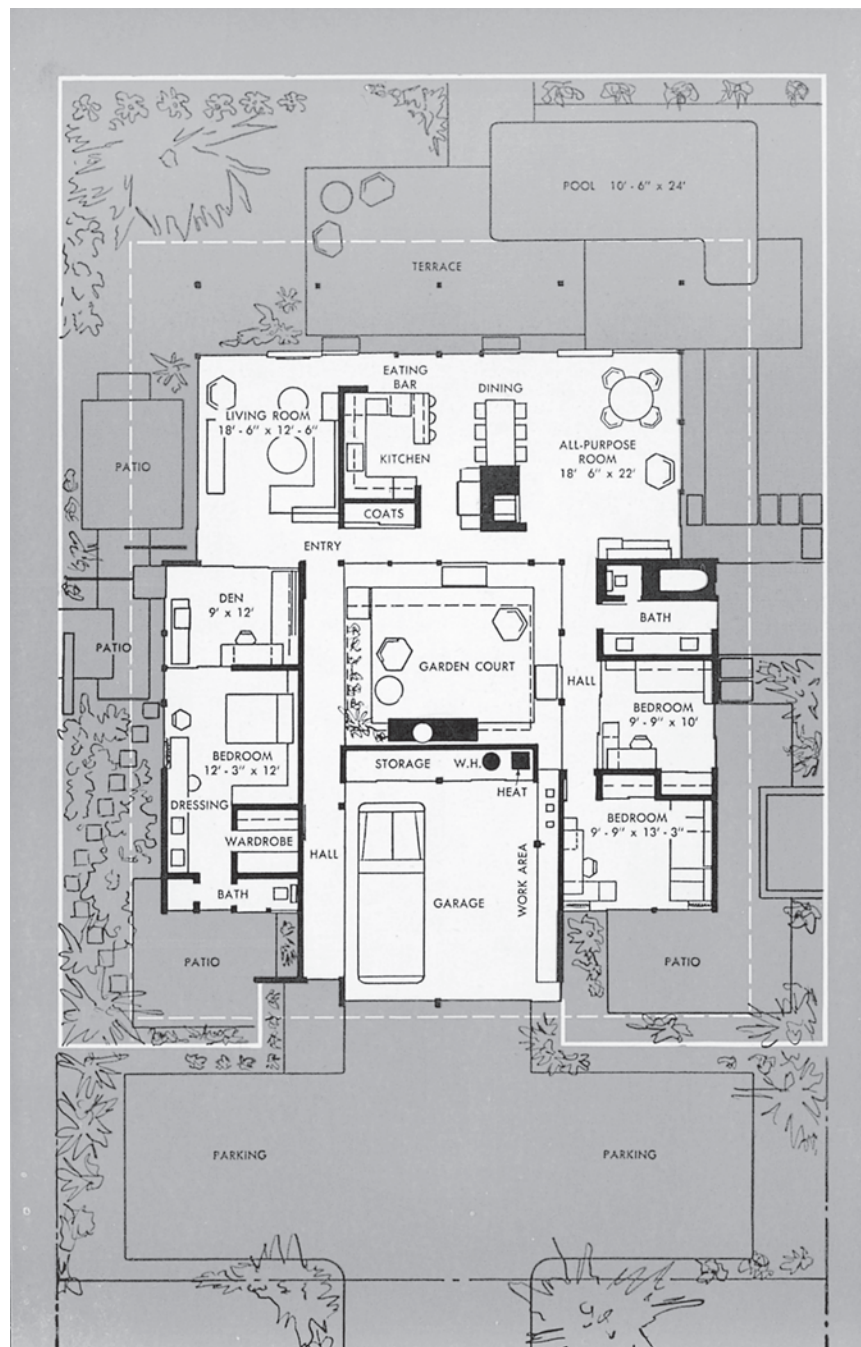 POOL 10' - 6" x 24'
TERRACE
EATING
BAR
DINING
LIVING ROOM
18' - 6" x 12' - 6"
KITCHEN
ALL-PURPOSE
ROOM
18' 6" x 22'
PATIO
COATS
ENTRY
DEN
9' x 12'
BATH
PATIO
GARDEN COURT
HALL
BEDROOM
9' - 9" x 10'
BEDROOM
12' - 3" x 12'
STORAGE W.H.
HEAT
DRESSING
BEDROOM
9' - 9" x 13' - 3"
WARDROBE
HALL
WORK AREA
BATH
GARAGE
PATIO
PATIO
PARKING
PARKING